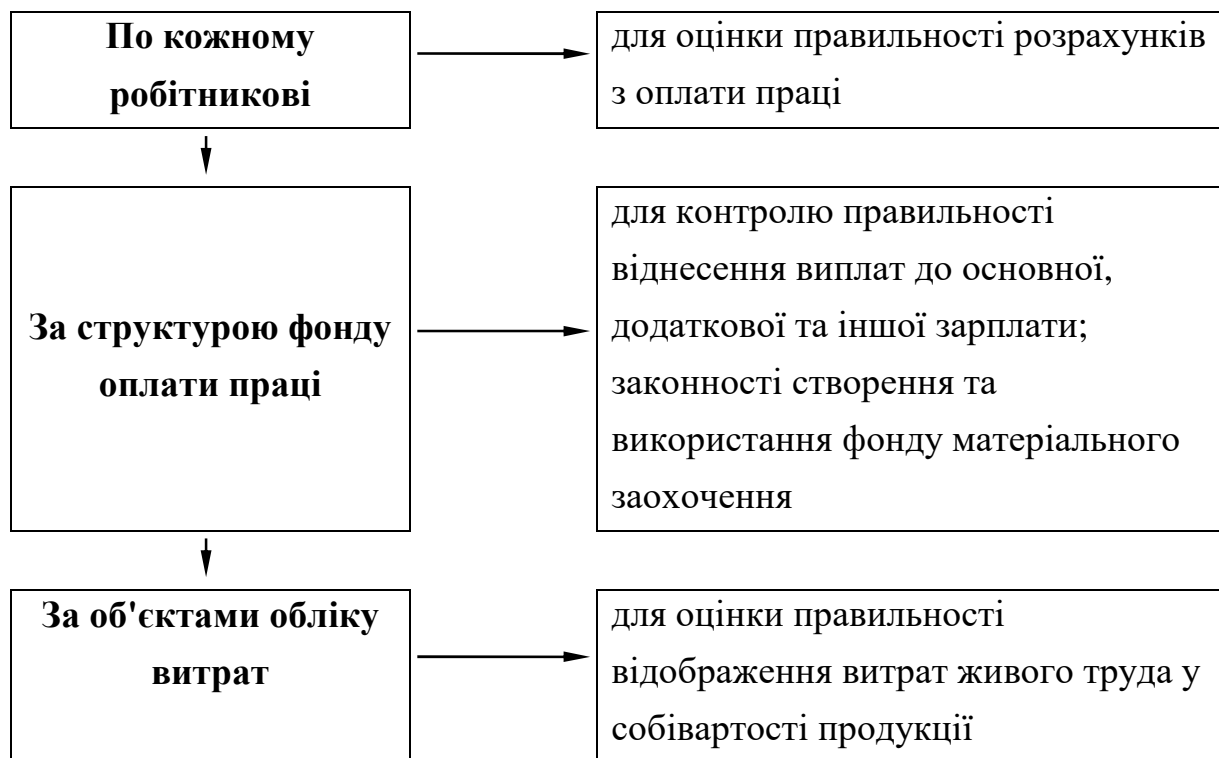 По кожному
робітникові
для оцінки правильності розрахунків
з оплати праці
За структурою фонду
оплати праці
для контролю правильності
віднесення виплат до основної,
додаткової та іншої зарплати;
законності створення та
використання фонду матеріального
заохочення
За об'єктами обліку
витрат
для оцінки правильності
відображення витрат живого труда у
собівартості продукції